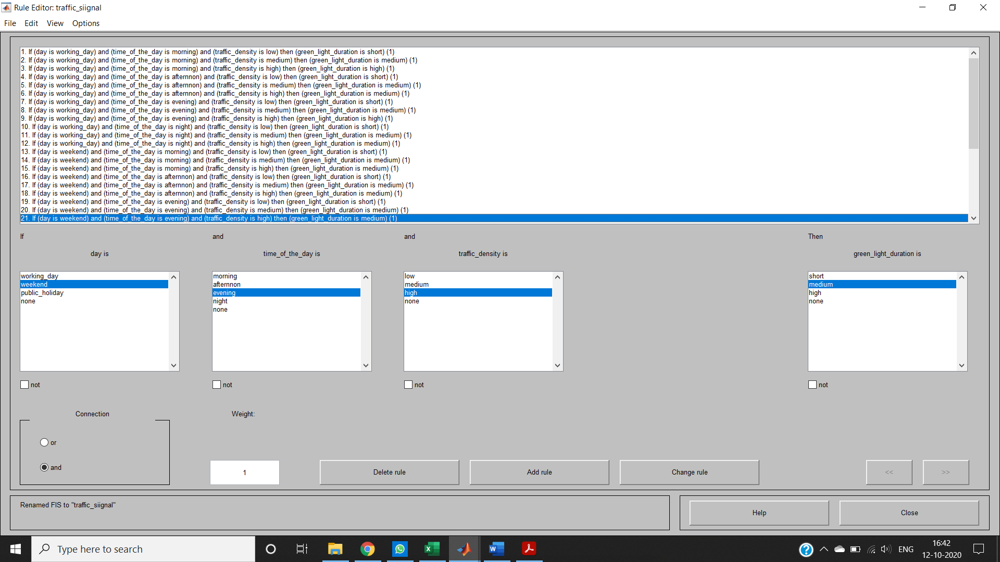 Rule Editor: traffic_siignal
File Edit View Options
1. If (day is working_day) and (time_of_the_day is morning) and (traffic_density is low) then (green_light_duration is short) (1)
2. If (day is working_day) and (time_of_the_day is morning) and (traffic_density is medium) then (green_light_duration is medium) (1)
3. If (day is working_day) and (time_of_the_day is morning) and (traffic_density is high) then (green_light_duration is high) (1)
4. If (day is working_day) and (time_of_the_day is afternnon) and (traffic_density is low) then (green_light_duration is short) (1)
5. If (day is working_day) and (time_of_the_day is afternnon) and (traffic_density is medium) then (green_light_duration is medium) (1)
6. If (day is working_day) and (time_of_the_day is afternnon) and (traffic_density is high) then (green_light_duration is medium) (1)
7. If (day is working_day) and (time_of_the_day is evening) and (traffic_density is low) then (green_light_duration is short) (1)
8. If (day is working_day) and (time_of_the_day is evening) and (traffic_density is medium) then (green_light_duration is medium) (1)
9. If (day is working_day) and (time_of_the_day is evening) and (traffic_density is high) then (green_light_duration is high) (1)
10. If (day is working_day) and (time_of_the_day is night) and (traffic_density is low) then (green_light_duration is short) (1)
11. If (day is working_day) and (time_of_the_day is night) and (traffic_density is medium) then (green_light_duration is medium) (1)
12. If (day is working_day) and (time_of_the_day is night) and (traffic_density is high) then (green_light_duration is medium) (1)
13. If (day is weekend) and (time_of_the_day is morning) and (traffic_density is low) then (green_light_duration is short) (1)
14. If (day is weekend) and (time_of_the_day is morning) and (traffic_density is medium) then (green_light_duration is medium) (1)
15. If (day is weekend) and (time_of_the_day is morning) and (traffic_density is high) then (green_light_duration is medium) (1)
16. If (day is weekend) and (time_of_the_day is afternnon) and (traffic_density is low) then (green_light_duration is short) (1)
17. If (day is weekend) and (time_of_the_day is afternnon) and (traffic_density is medium) then (green_light_duration is medium) (1)
18. If (day is weekend) and (time_of_the_day is afternnon) and (traffic_density is high) then (green_light_duration is medium) (1)
19. If (day is weekend) and (time_of_the_day is evening) and (traffic_density is low) then (green_light_duration is short) (1)
20. If (day is weekend) and (time_of_the_day is evening) and (traffic_density is medium) then (green_light_duration is medium) (1)
21. If (day is weekend) and (time_of_the_day is evening) and (traffic_density is high) then (green_light_duration is medium) (1)
If and and Then
day is time_of_the_day is traffic_density is green_light_duration is
working_day morning low short
weekend afternnon medium medium
public_holiday evening high high
none night none none
none
not not not not
Connection Weight:
or
and
1 Delete rule Add rule Change rule << >>
Renamed FIS to "traffic_siignal"
Help Close
Type here to search
ENG
16:42
12-10-2020